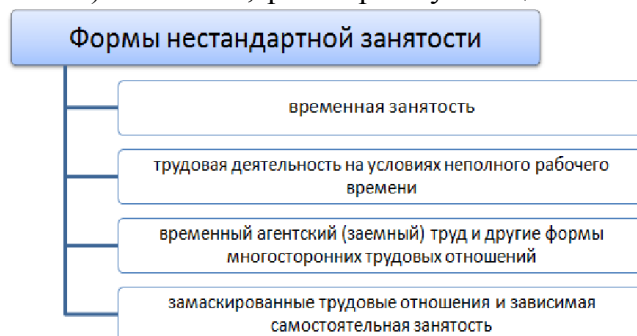 Формы нестандартной занятости
временная занятость
трудовая деятельность на условиях неполного рабочего
времени
временный агентский (заемный) труд и другие формы
многосторонних трудовых отношений
замаскированные трудовые отношения и зависимая
самостоятельная занятость